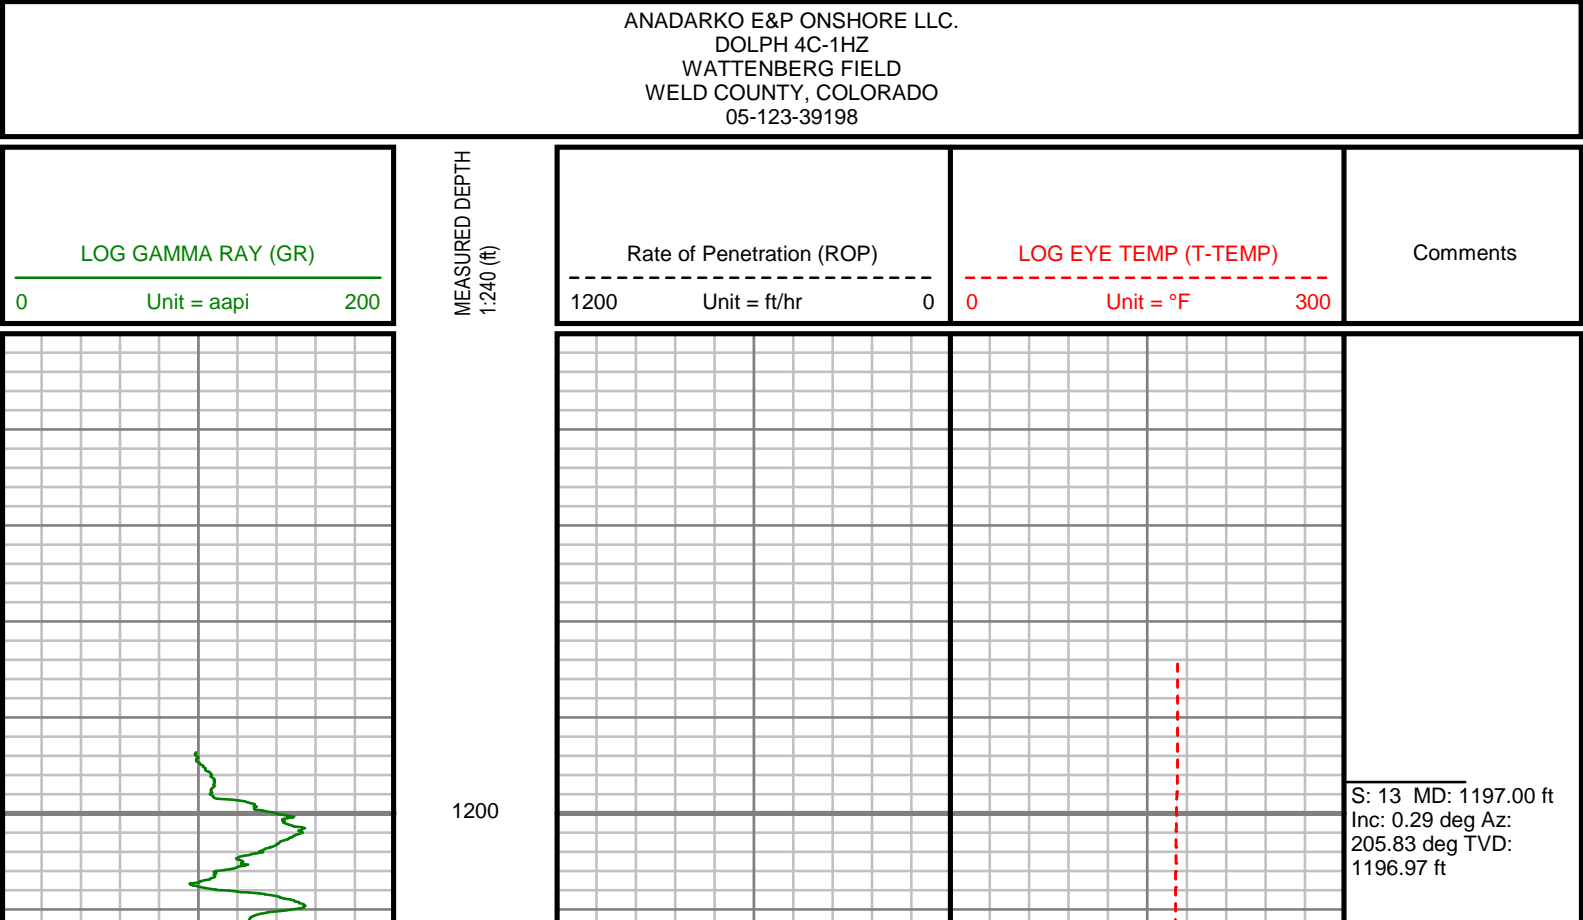 ANADARKO E&P ONSHORE LLC.
DOLPH 4C-1HZ
WATTENBERG FIELD
WELD COUNTY, COLORADO
05-123-39198
LOG GAMMA RAY (GR)
0 Unit = aapi 200
MEASURED DEPTH
1:240 (ft)
Rate of Penetration (ROP)
1200 Unit = ft/hr 0
LOG EYE TEMP (T-TEMP)
0 Unit = °F 300
Comments
1200
S: 13 MD: 1197.00 ft
Inc: 0.29 deg Az:
205.83 deg TVD:
1196.97 ft